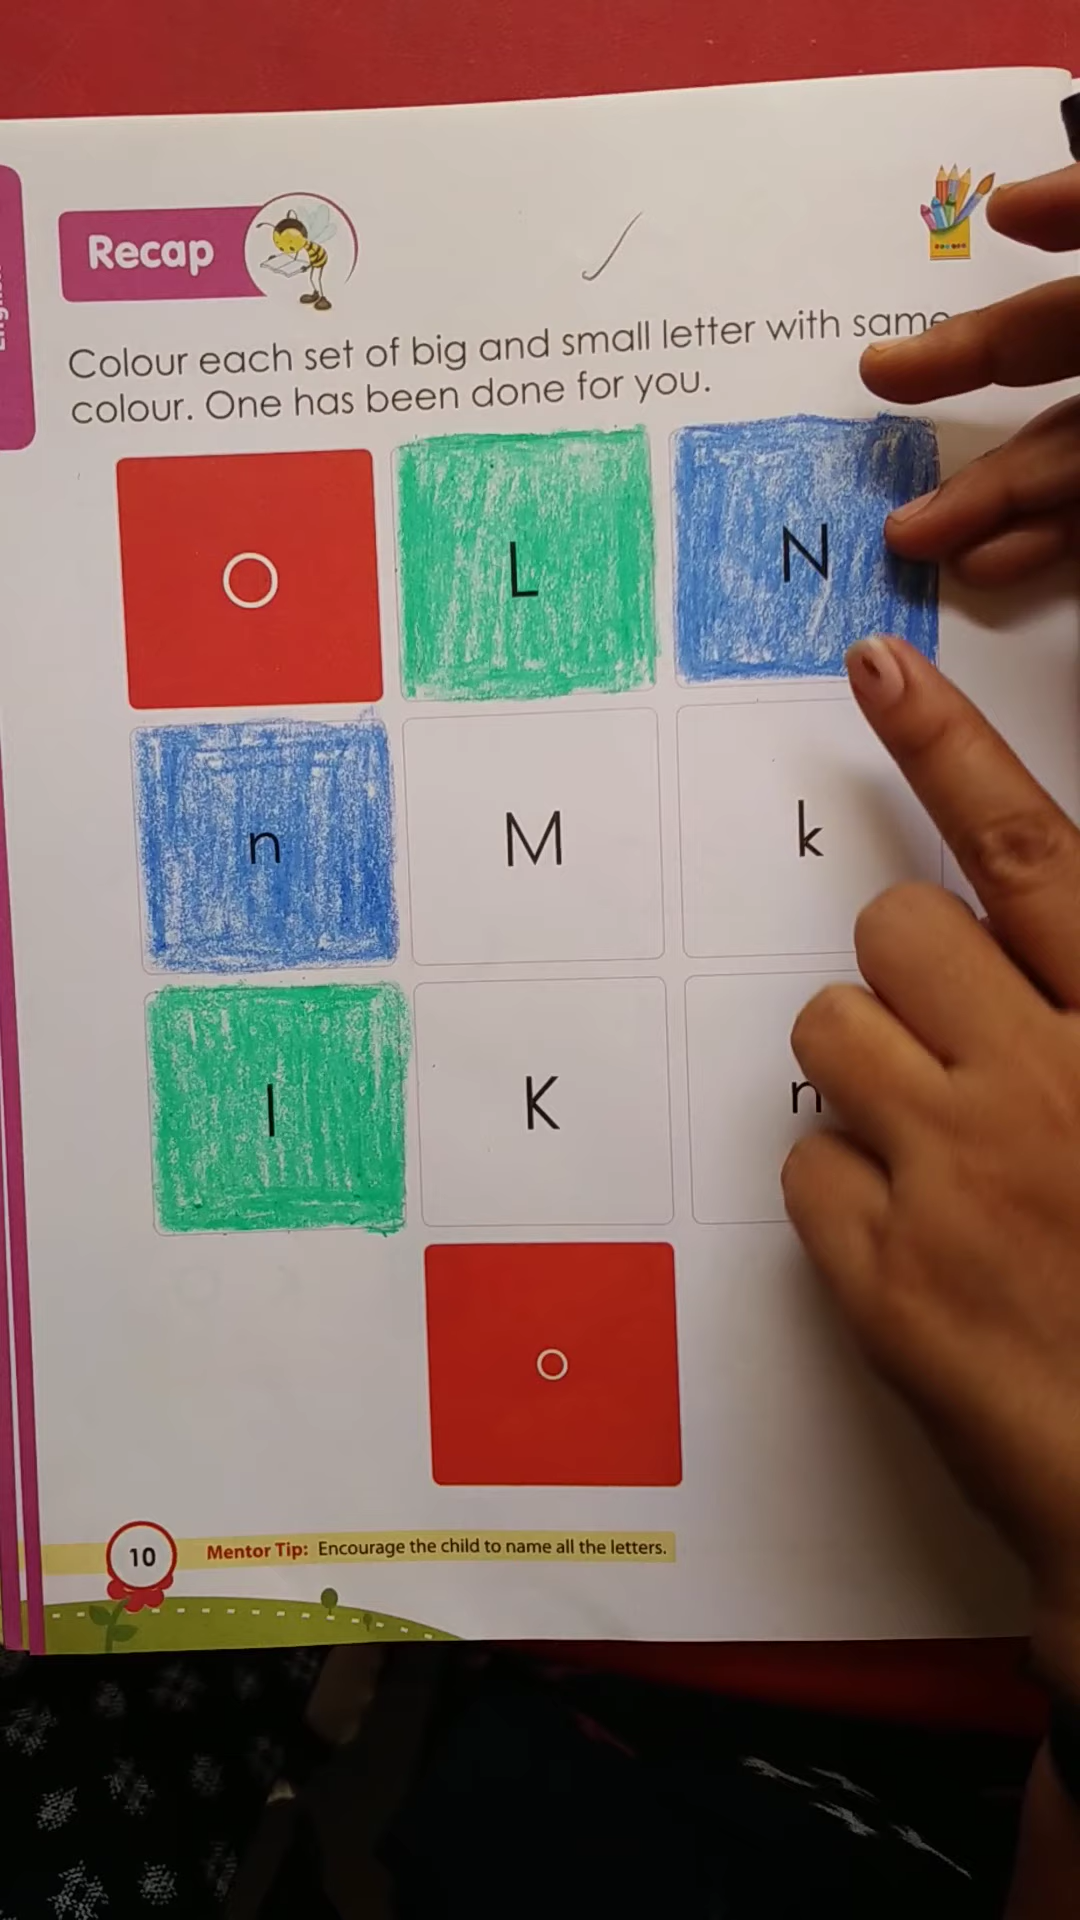 Recap
Colour each set of big and small letter with same
colour. One has been done for you.
O L N
n M k
l K
o
10
Mentor Tip: Encourage the child to name all the letters.